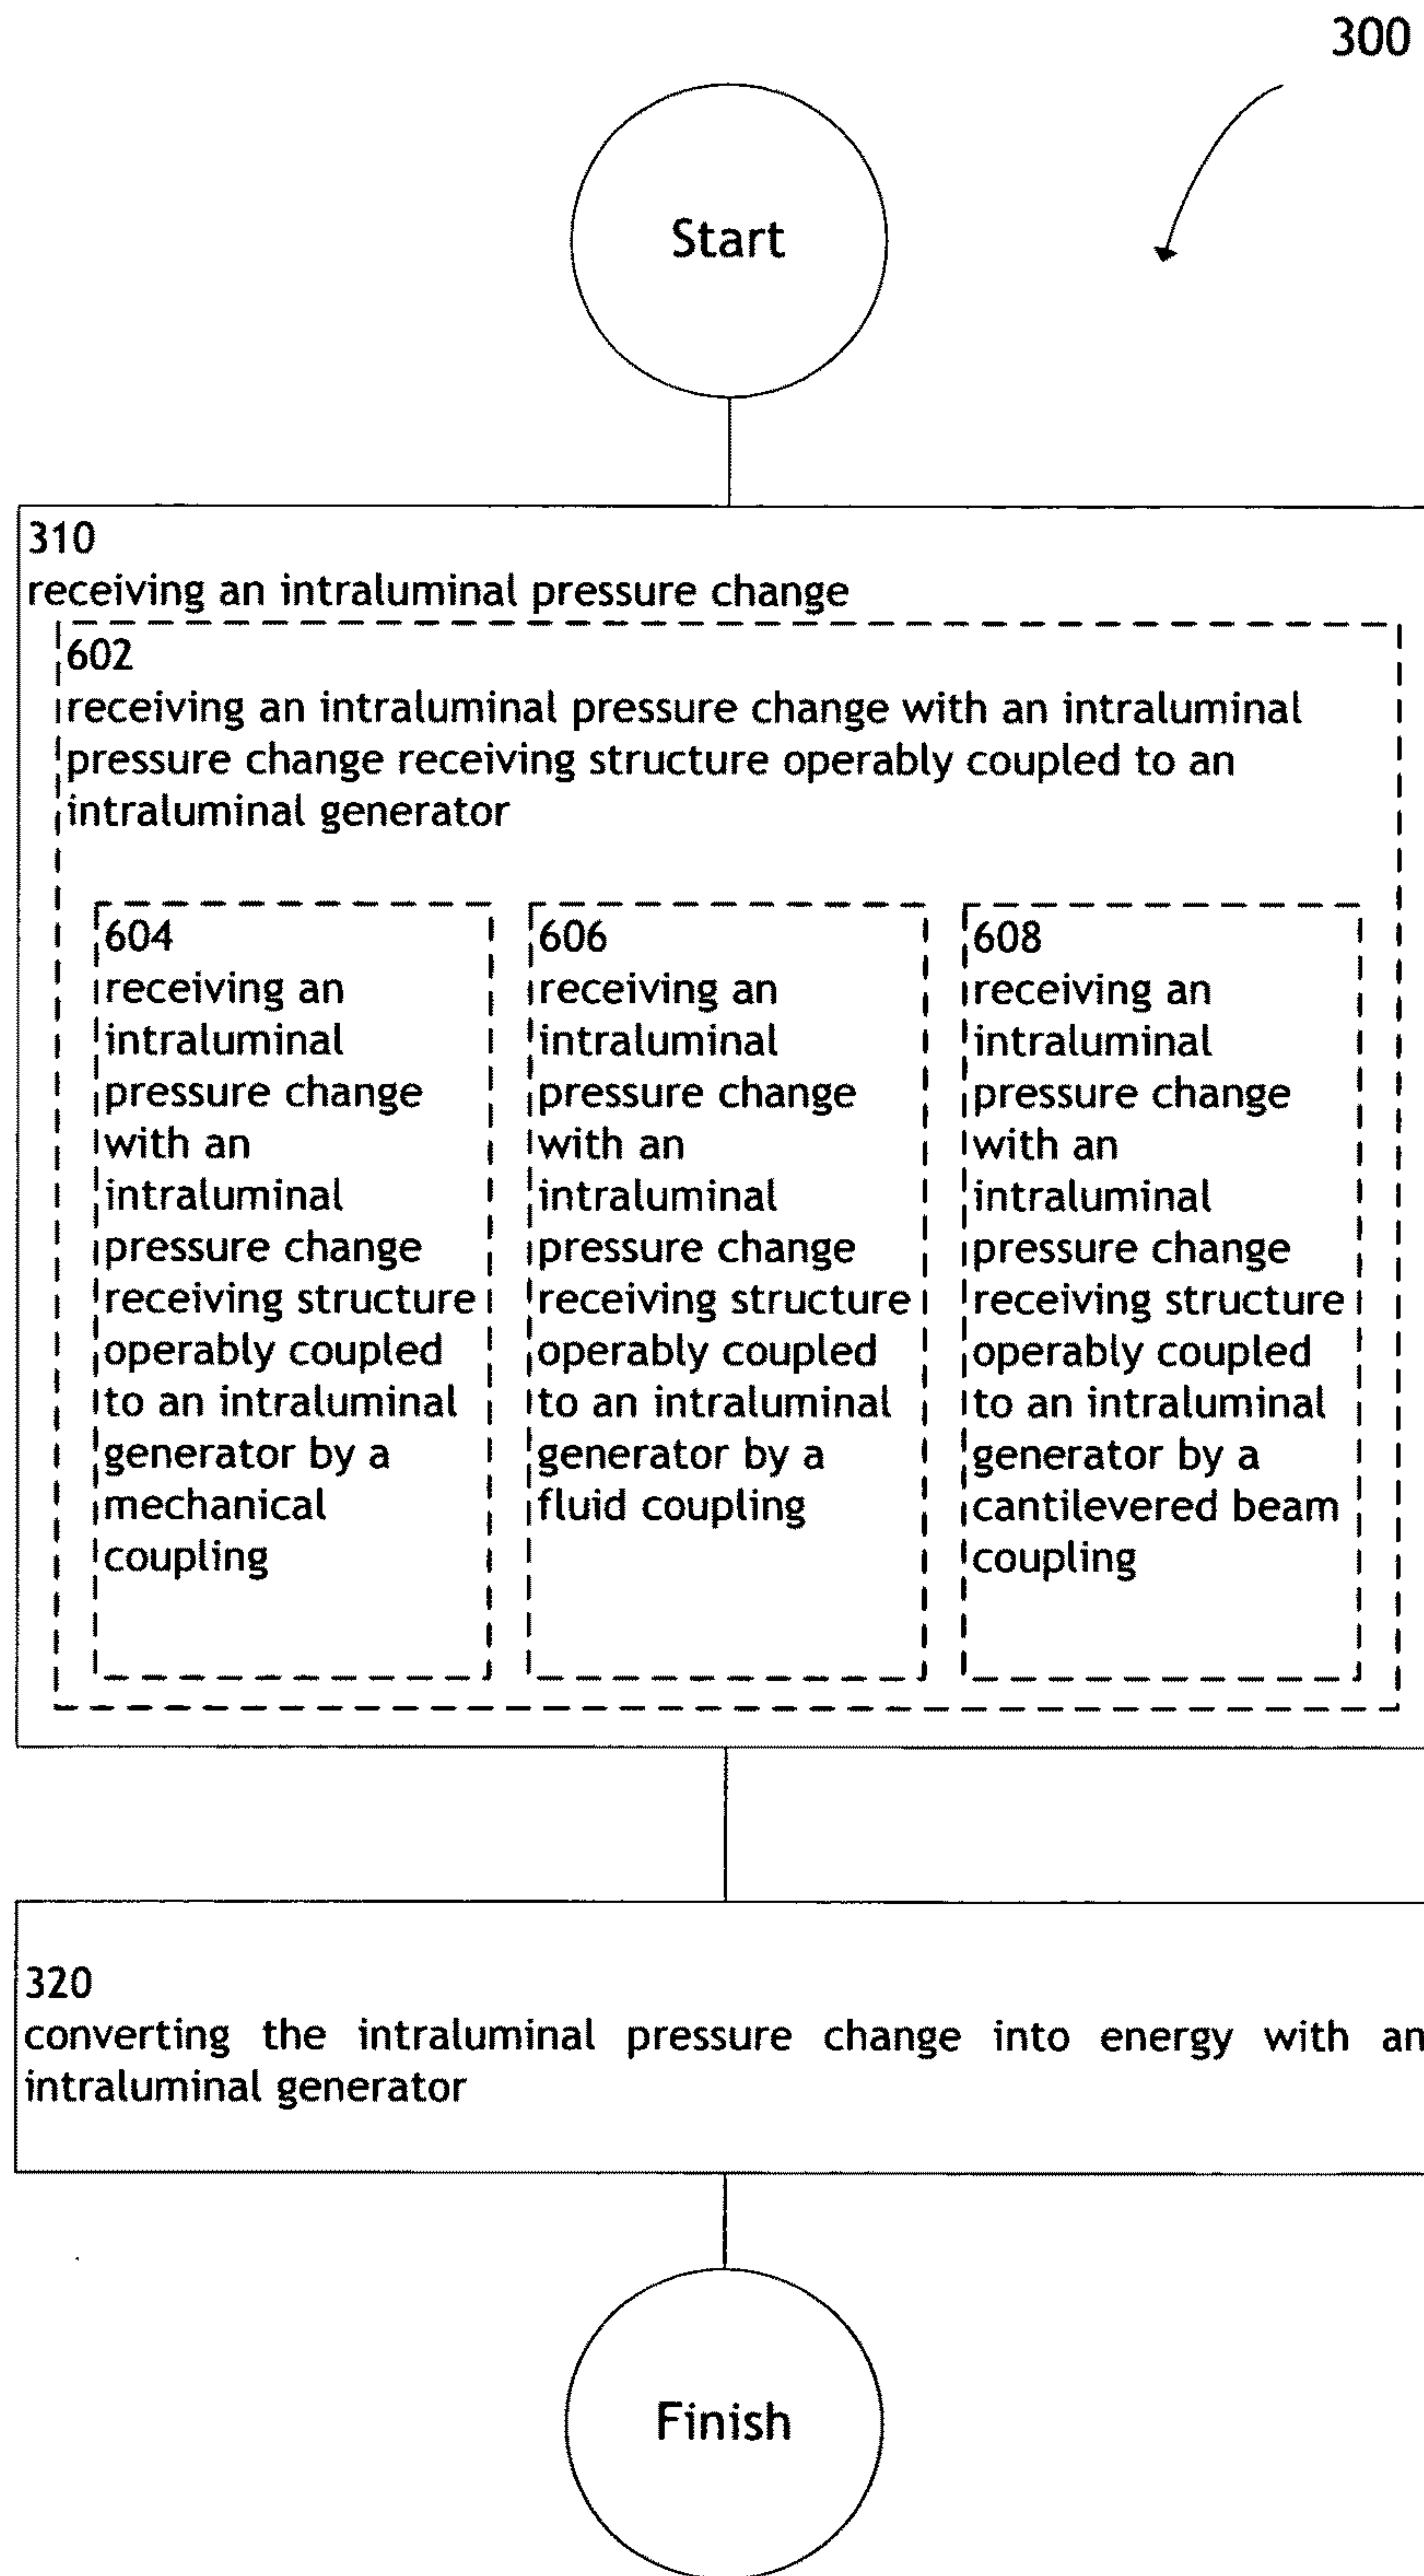 300
Start
310
receiving an intraluminal pressure change
602
receiving an intraluminal pressure change with an intraluminal
pressure change receiving structure operably coupled to an
intraluminal generator
604
receiving an
intraluminal
pressure change
with an
intraluminal
pressure change
receiving structure
operably coupled
to an intraluminal
generator by a
mechanical
coupling
606
receiving an
intraluminal
pressure change
with an
intraluminal
pressure change
receiving structure
operably coupled
to an intraluminal
generator by a
fluid coupling
608
receiving an
intraluminal
pressure change
with an
intraluminal
pressure change
receiving structure
operably coupled
to an intraluminal
generator by a
cantilevered beam
coupling
320
converting the intraluminal pressure change into energy with an
intraluminal generator
Finish